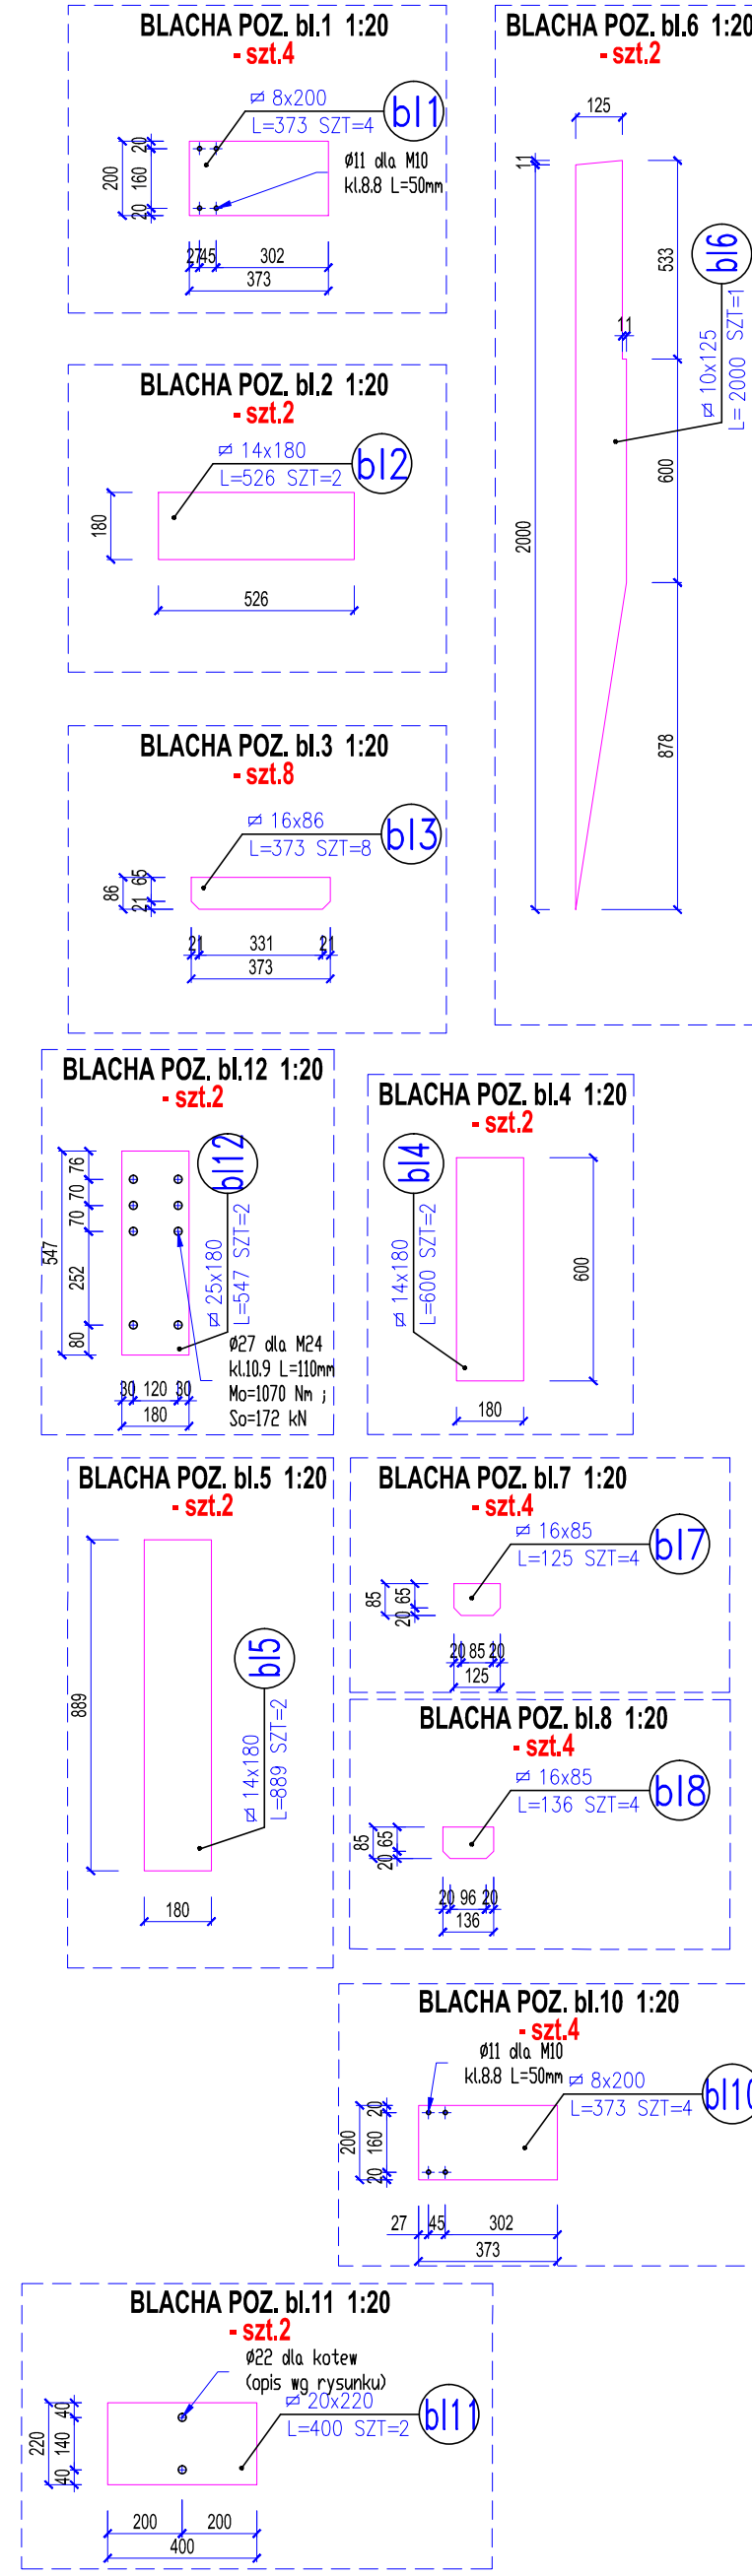 BLACHA POZ. bl.1 1:20
- szt.4
8x200
L=373 SZT=4
bl1
Ø11 dla M10
kl.8.8 L=50mm
200
20
160
20
27
45
302
373
BLACHA POZ. bl.6 1:20
- szt.2
125
11
2000
533
11
600
878
bl6
10x125
L= 2000 SZT=1
BLACHA POZ. bl.2 1:20
- szt.2
14x180
L=526 SZT=2
bl2
180
526
BLACHA POZ. bl.3 1:20
- szt.8
16x86
L=373 SZT=8
bl3
86
65
21
21
331
21
373
BLACHA POZ. bl.12 1:20
- szt.2
bl12
25x180
L=547 SZT=2
547
76
70
70
252
80
Ø27 dla M24
kl.10.9 L=110mm
Mo=1070 Nm ;
So=172 kN
30
120
30
180
BLACHA POZ. bl.4 1:20
- szt.2
bl4
14x180
L=600 SZT=2
600
180
BLACHA POZ. bl.5 1:20
- szt.2
889
bl5
14x180
L=889 SZT=2
180
BLACHA POZ. bl.7 1:20
- szt.4
16x85
L=125 SZT=4
bl7
85
65
20
20
85
20
125
BLACHA POZ. bl.8 1:20
- szt.4
16x85
L=136 SZT=4
bl8
85
65
20
20
96
20
136
BLACHA POZ. bl.10 1:20
- szt.4
Ø11 dla M10
kl.8.8 L=50mm
8x200
L=373 SZT=4
bl10
200
20
160
20
27
45
302
373
BLACHA POZ. bl.11 1:20
- szt.2
Ø22 dla kotew
(opis wg rysunku)
20x220
L=400 SZT=2
bl11
220
40
140
40
200
200
400